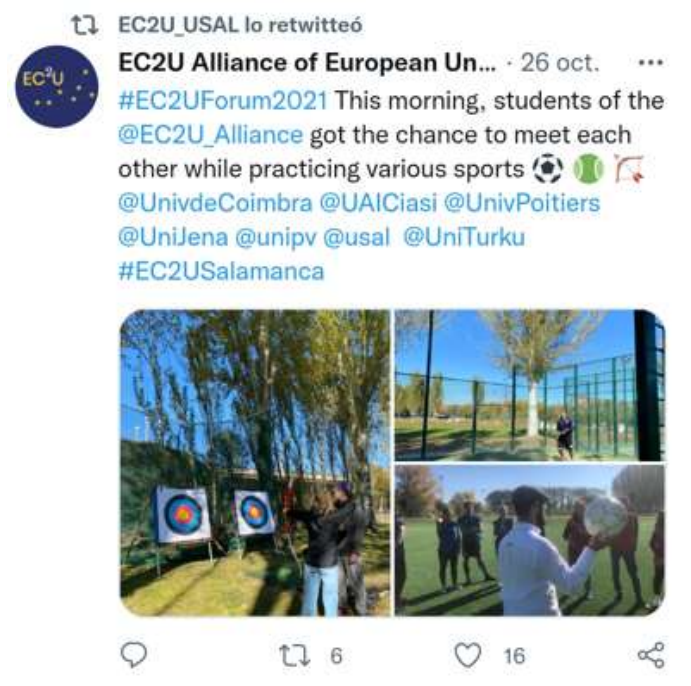 EC2U_USAL lo retwitteó
EC2U Alliance of European Un... · 26 oct.
EC²U
#EC2UForum2021 This morning, students of the
@EC2U_Alliance got the chance to meet each
other while practicing various sports ⚽ 🎾 🏹
@UnivdeCoimbra @UAICiasi @UnivPoitiers
@UniJena @unipv @usal @UniTurku
#EC2USalamanca
6
16